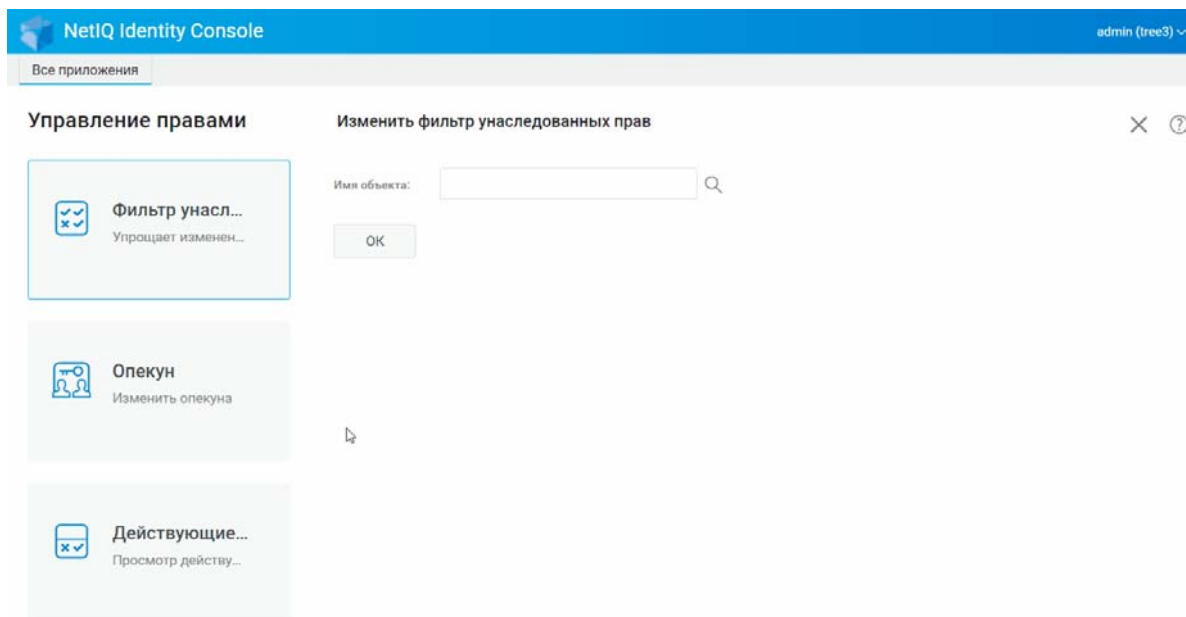 NetIQ Identity Console
admin (tree3)
Все приложения
Управление правами
Изменить фильтр унаследованных прав
Фильтр унасл...
Упрощает изменен...
Имя объекта:
ОК
Опекун
Изменить опекуна
Действующие...
Просмотр действу...